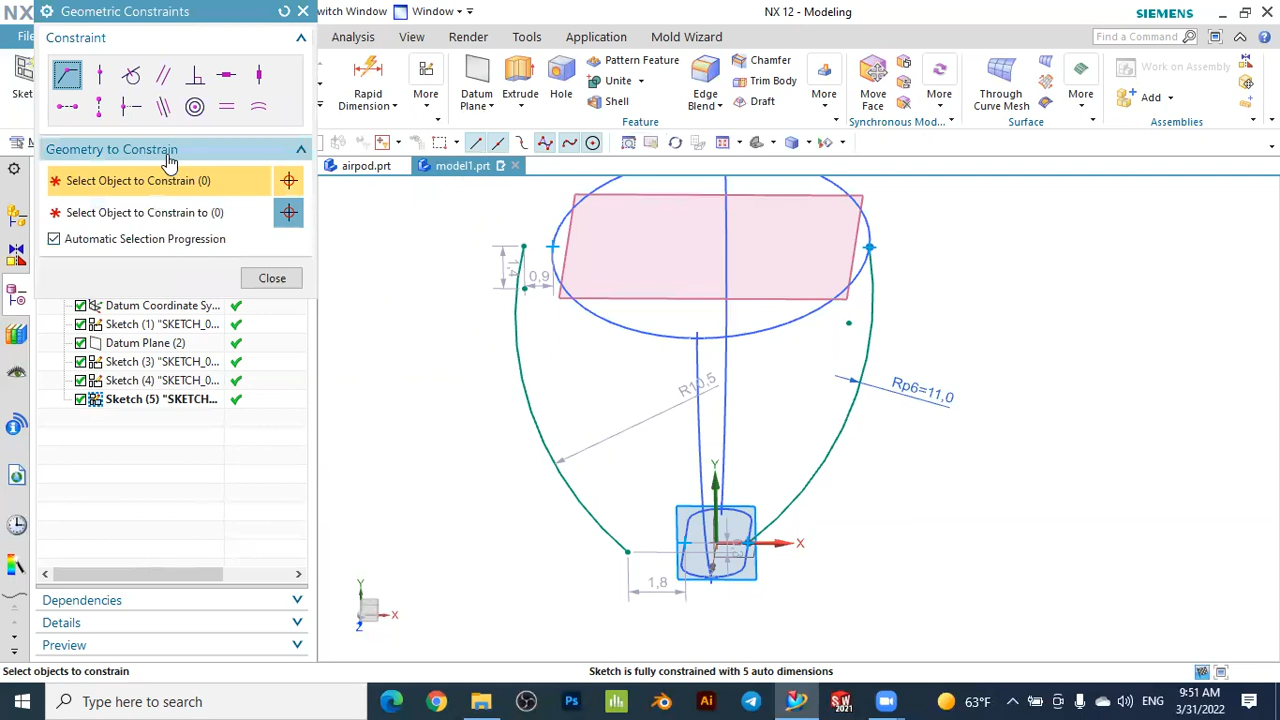 NX
Geometric Constraints
witch Window
Window
NX 12 - Modeling
SIEMENS
File
Analysis
View
Render
Tools
Application
Mold Wizard
Find a Command
Constraint
Rapid
Dimension
More
Datum
Plane
Extrude
Hole
Pattern Feature
Unite
Shell
Edge
Blend
Chamfer
Trim Body
Draft
More
Move
Face
More
Through
Curve Mesh
More
Work on Assembly
Add
Feature
Synchronous Mod...
Surface
Assemblies
Geometry to Constrain
Select Object to Constrain (0)
Select Object to Constrain to (0)
Automatic Selection Progression
Close
airpod.prt
model1.prt
Datum Coordinate Sy...
Sketch (1) "SKETCH_0...
Datum Plane (2)
Sketch (3) "SKETCH_0...
Sketch (4) "SKETCH_0...
Sketch (5) "SKETCH...
1,4
0,9
R10,5
Rp6=11,0
Y
X
1,8
Y
X
Z
Dependencies
Details
Preview
Select objects to constrain
Sketch is fully constrained with 5 auto dimensions
Type here to search
63°F
ENG
9:51 AM
3/31/2022